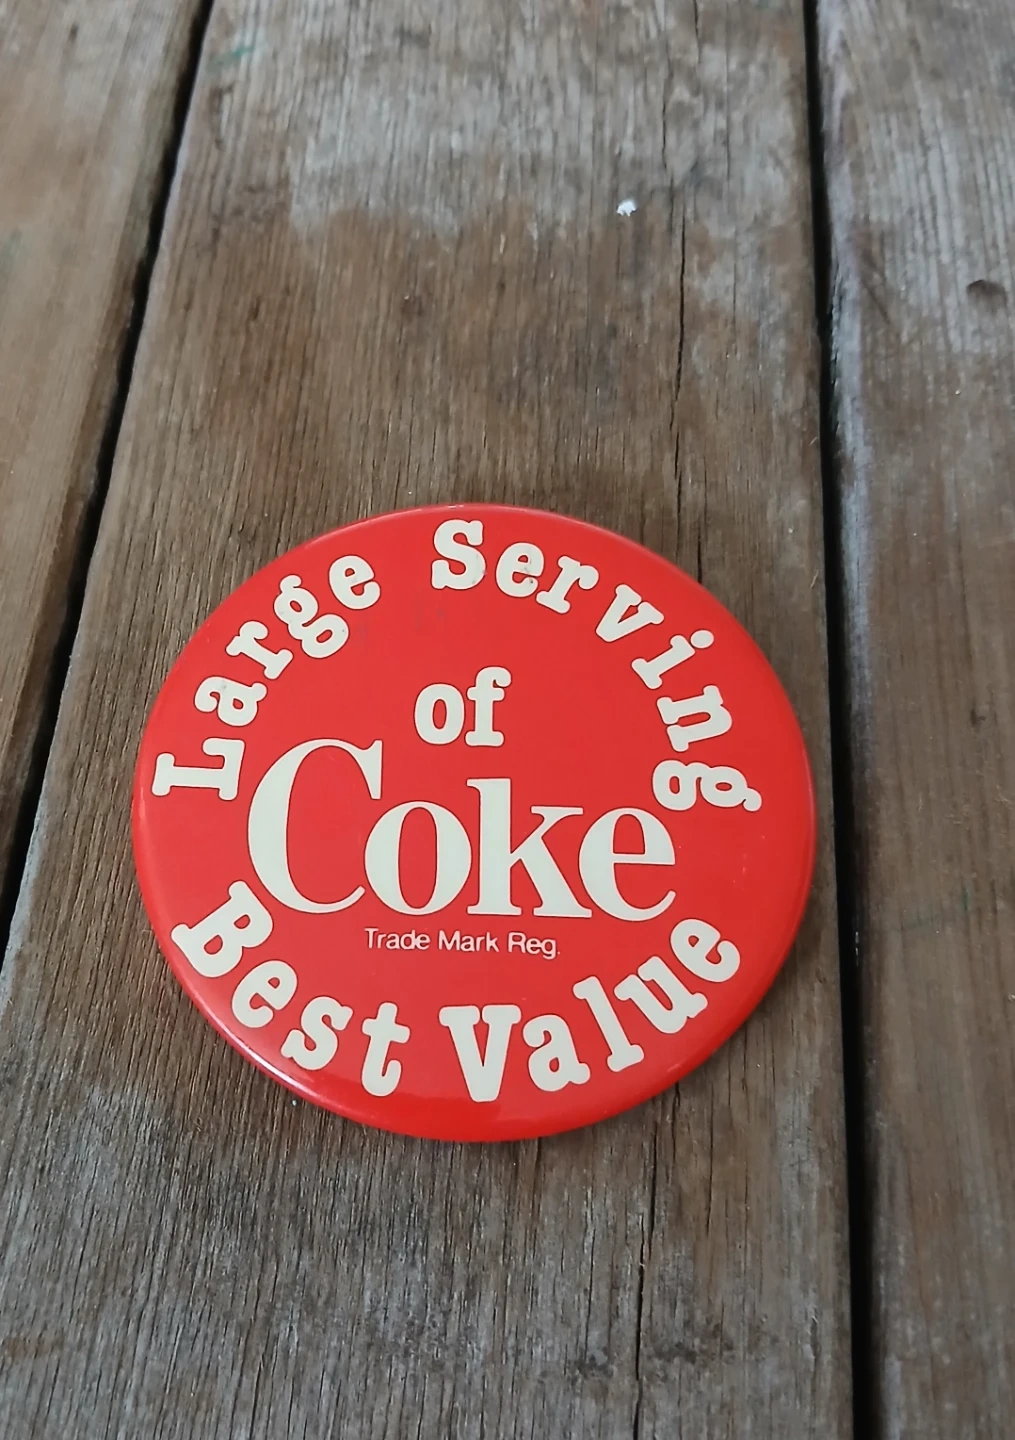 Large Serving
of
Coke
Trade Mark Reg.
Best Value